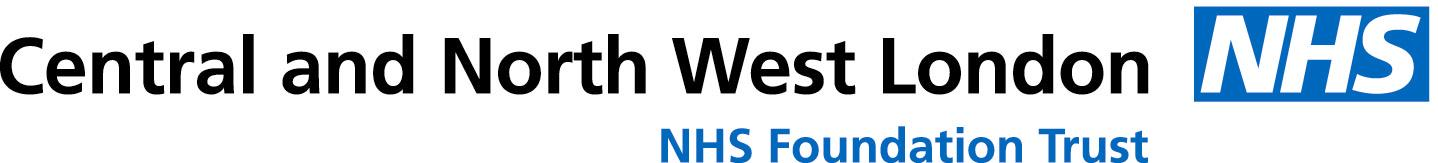 Central and North West London NHS
NHS Foundation Trust